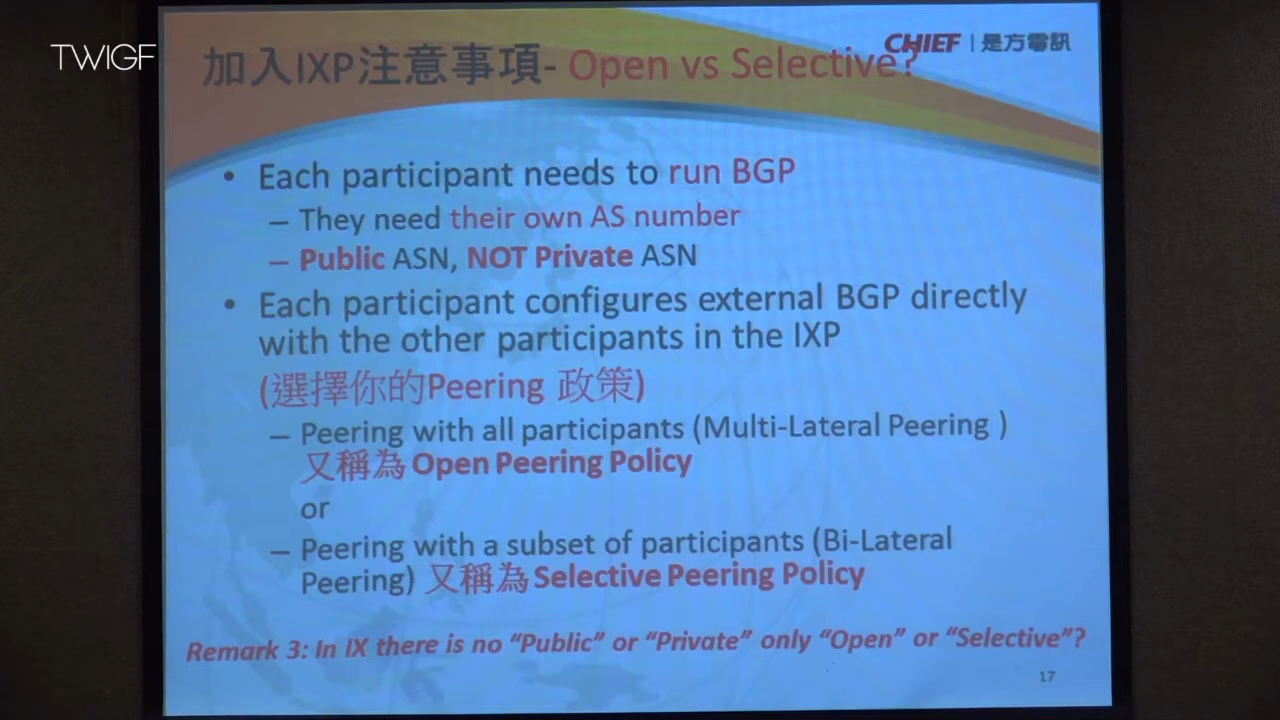 TWIGF
CHIEF | 是方電訊
加入IXP注意事項- Open vs Selective?
• Each participant needs to run BGP
– They need their own AS number
– Public ASN, NOT Private ASN
• Each participant configures external BGP directly
with the other participants in the IXP
(選擇你的Peering 政策)
– Peering with all participants (Multi-Lateral Peering )
又稱為 Open Peering Policy
or
– Peering with a subset of participants (Bi-Lateral
Peering) 又稱為 Selective Peering Policy
Remark 3: In IX there is no “Public” or “Private” only “Open” or “Selective”?
17